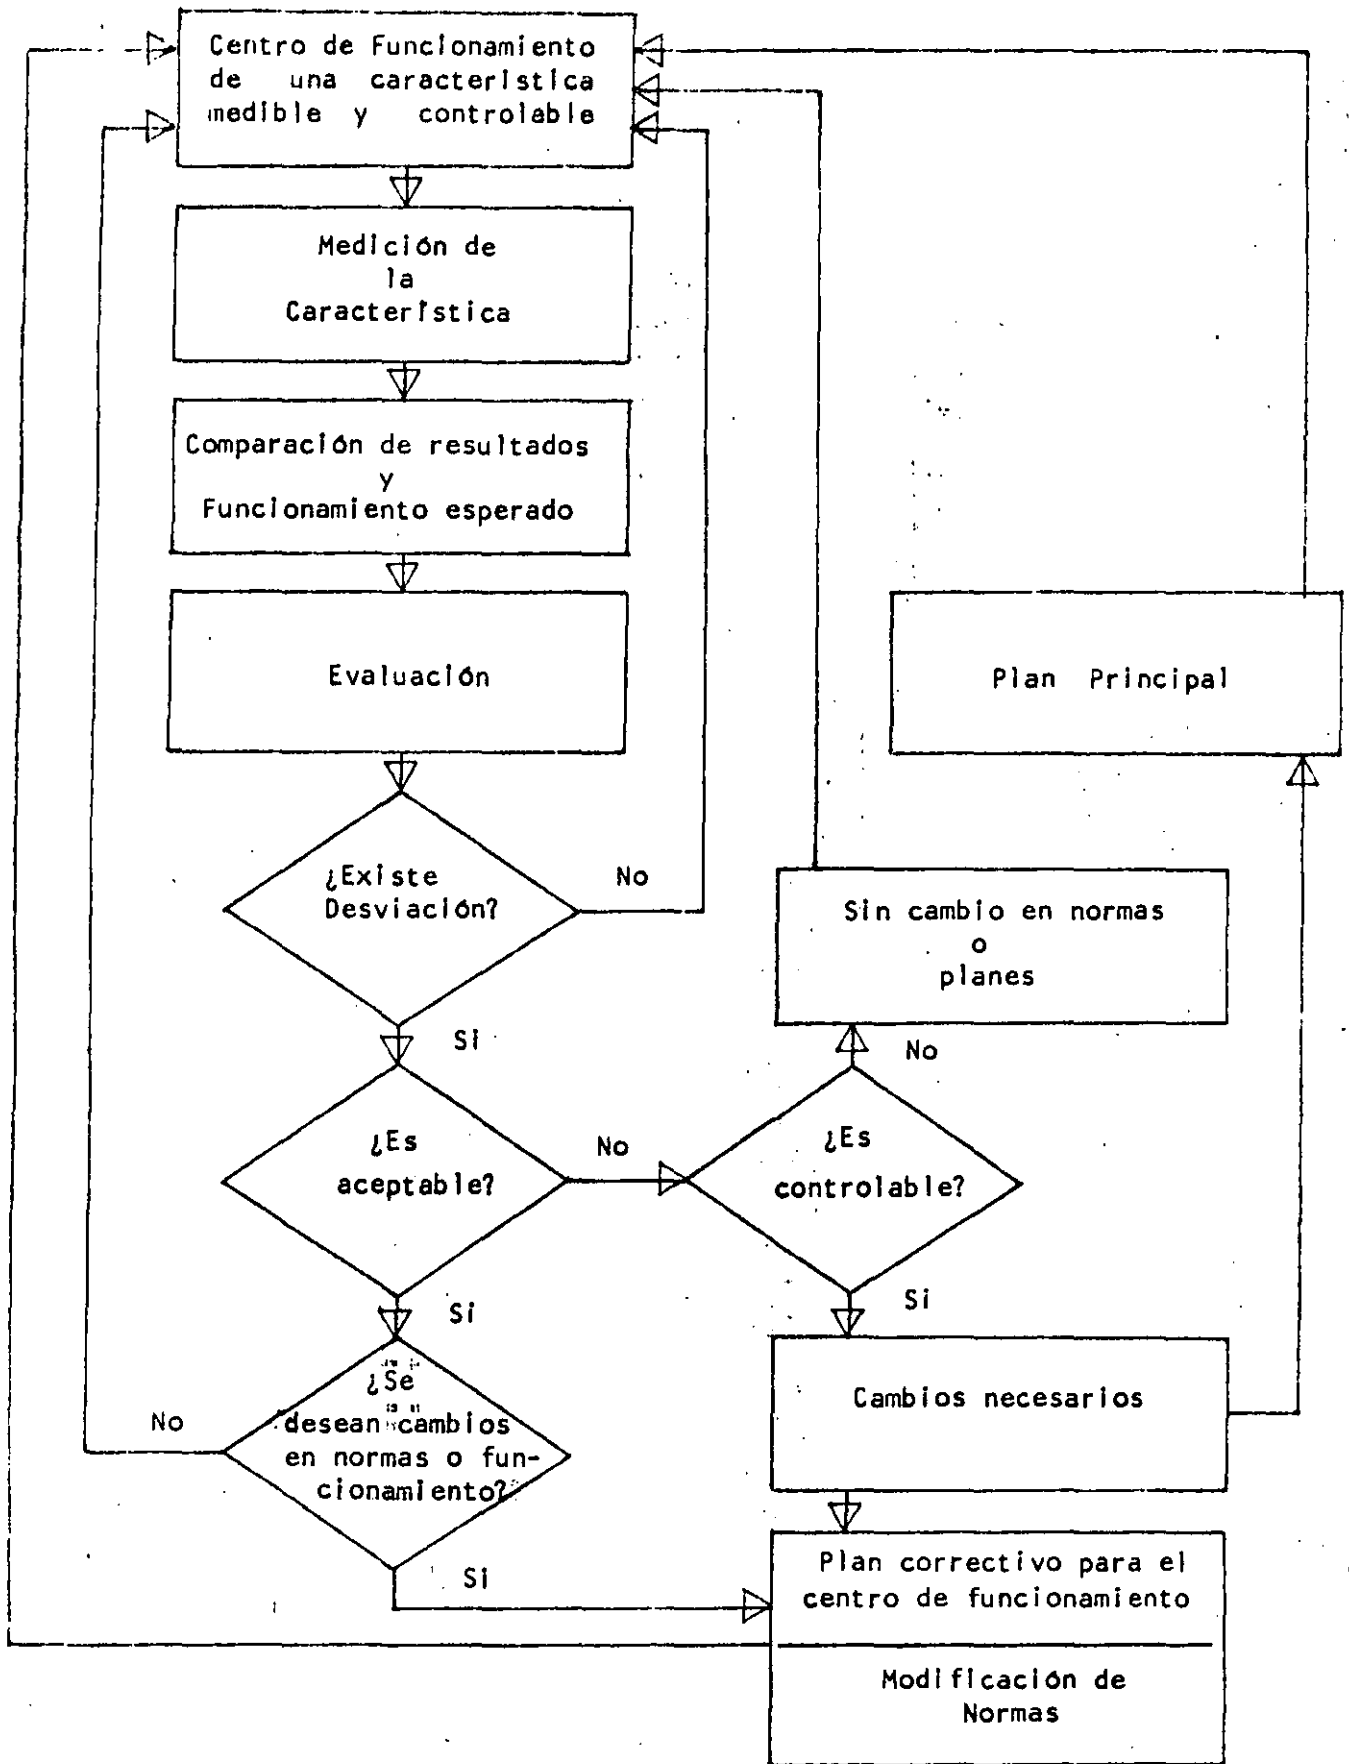 Centro de Funcionamiento
de una caracteristica
medible y controlable
Medición de
la
Característica
Comparación de resultados
y
Funcionamiento esperado
Evaluación
Plan Principal
¿Existe
Desviación?
No
Sin cambio en normas
o
planes
Si
No
¿Es
aceptable?
No
¿Es
controlable?
Si
Si
¿Se
desean cambios
en normas o fun-
cionamiento?
No
Cambios necesarios
Si
Plan correctivo para el
centro de funcionamiento
Modificación de
Normas